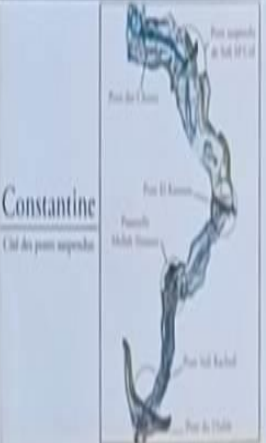 Constantine
Cité des ponts suspendus
Pont suspendu
de Sidi M'Cid
Pont des Chutes
Pont El Kantara
Passerelle
Mellah Slimane
Pont Sidi Rached
Pont du Diable